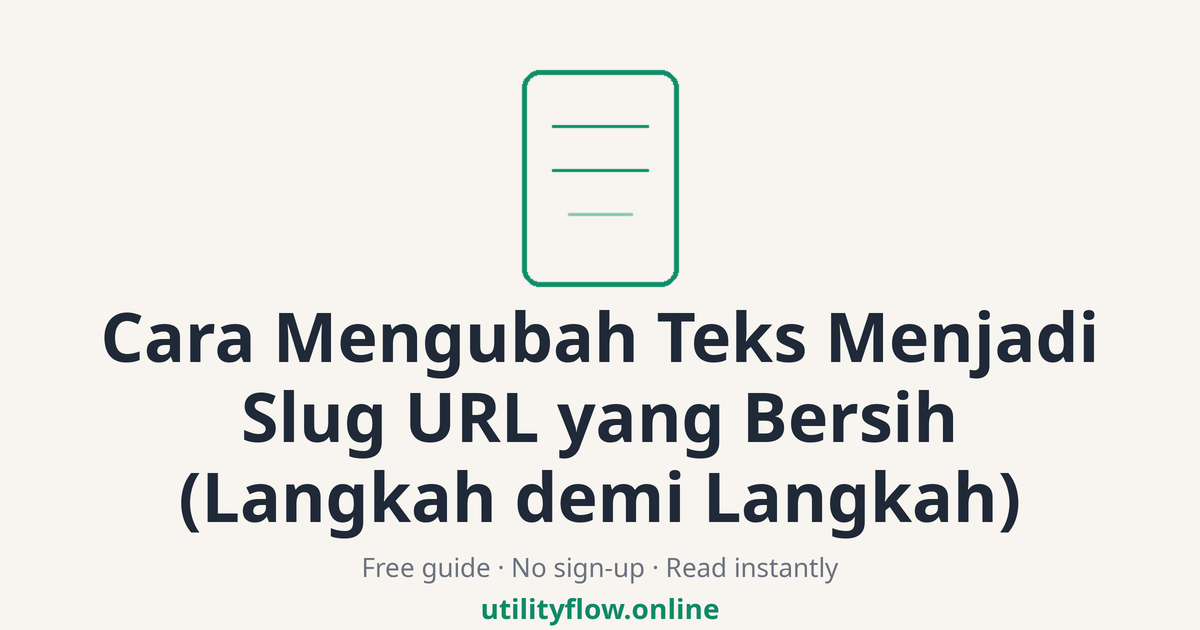 Cara Mengubah Teks Menjadi
Slug URL yang Bersih
(Langkah demi Langkah)
Free guide · No sign-up · Read instantly
utilityflow.online